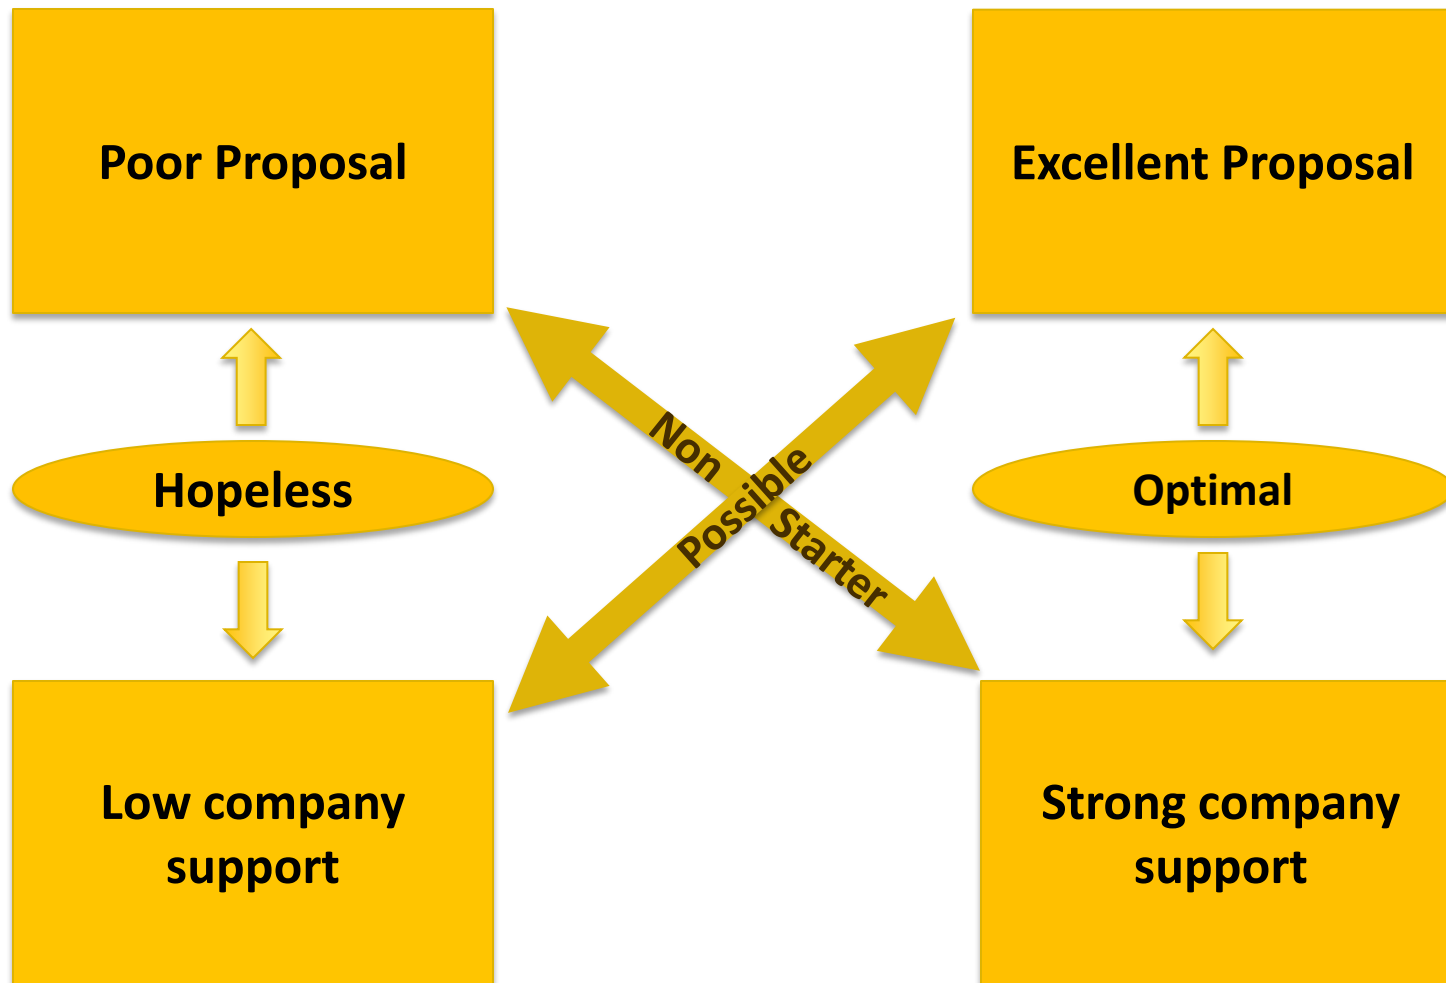 Poor Proposal
Excellent Proposal
Non
Possible
Starter
Hopeless
Optimal
Low company
support
Strong company
support